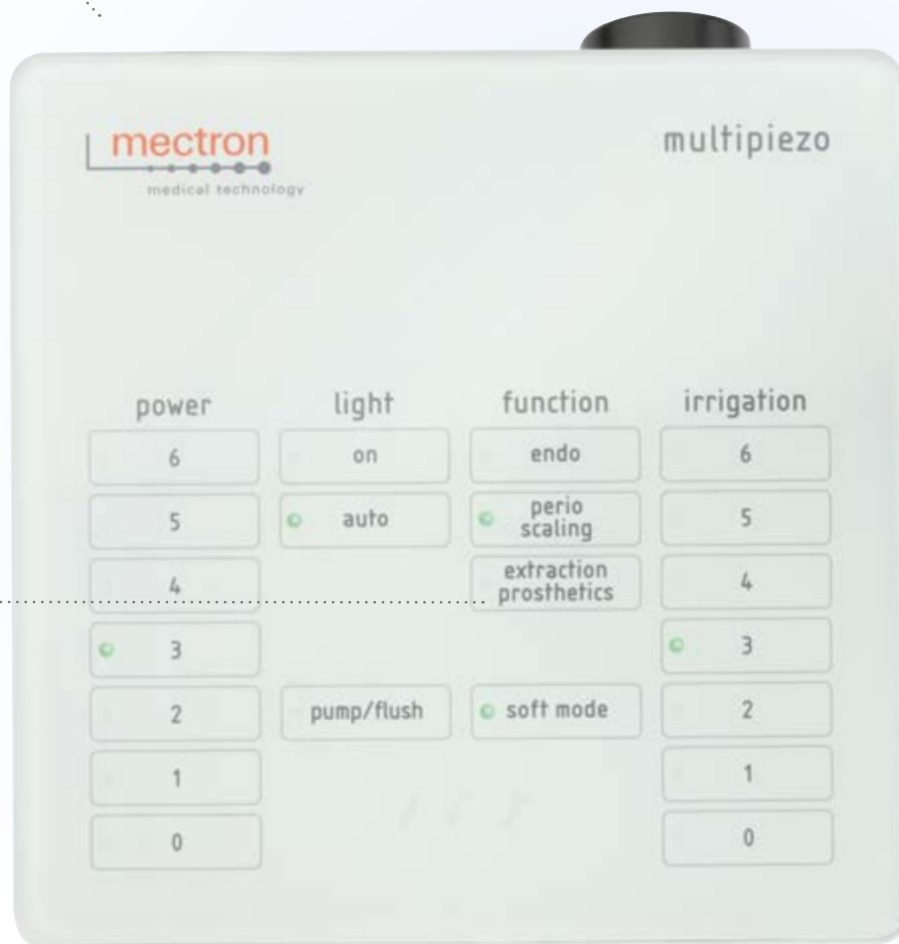 mectron
medical technology
multipiezo
power light function irrigation
6 on endo 6
5 auto perio scaling 5
4 extraction prosthetics 4
3 3
2 pump/flush soft mode 2
1 1
0 0